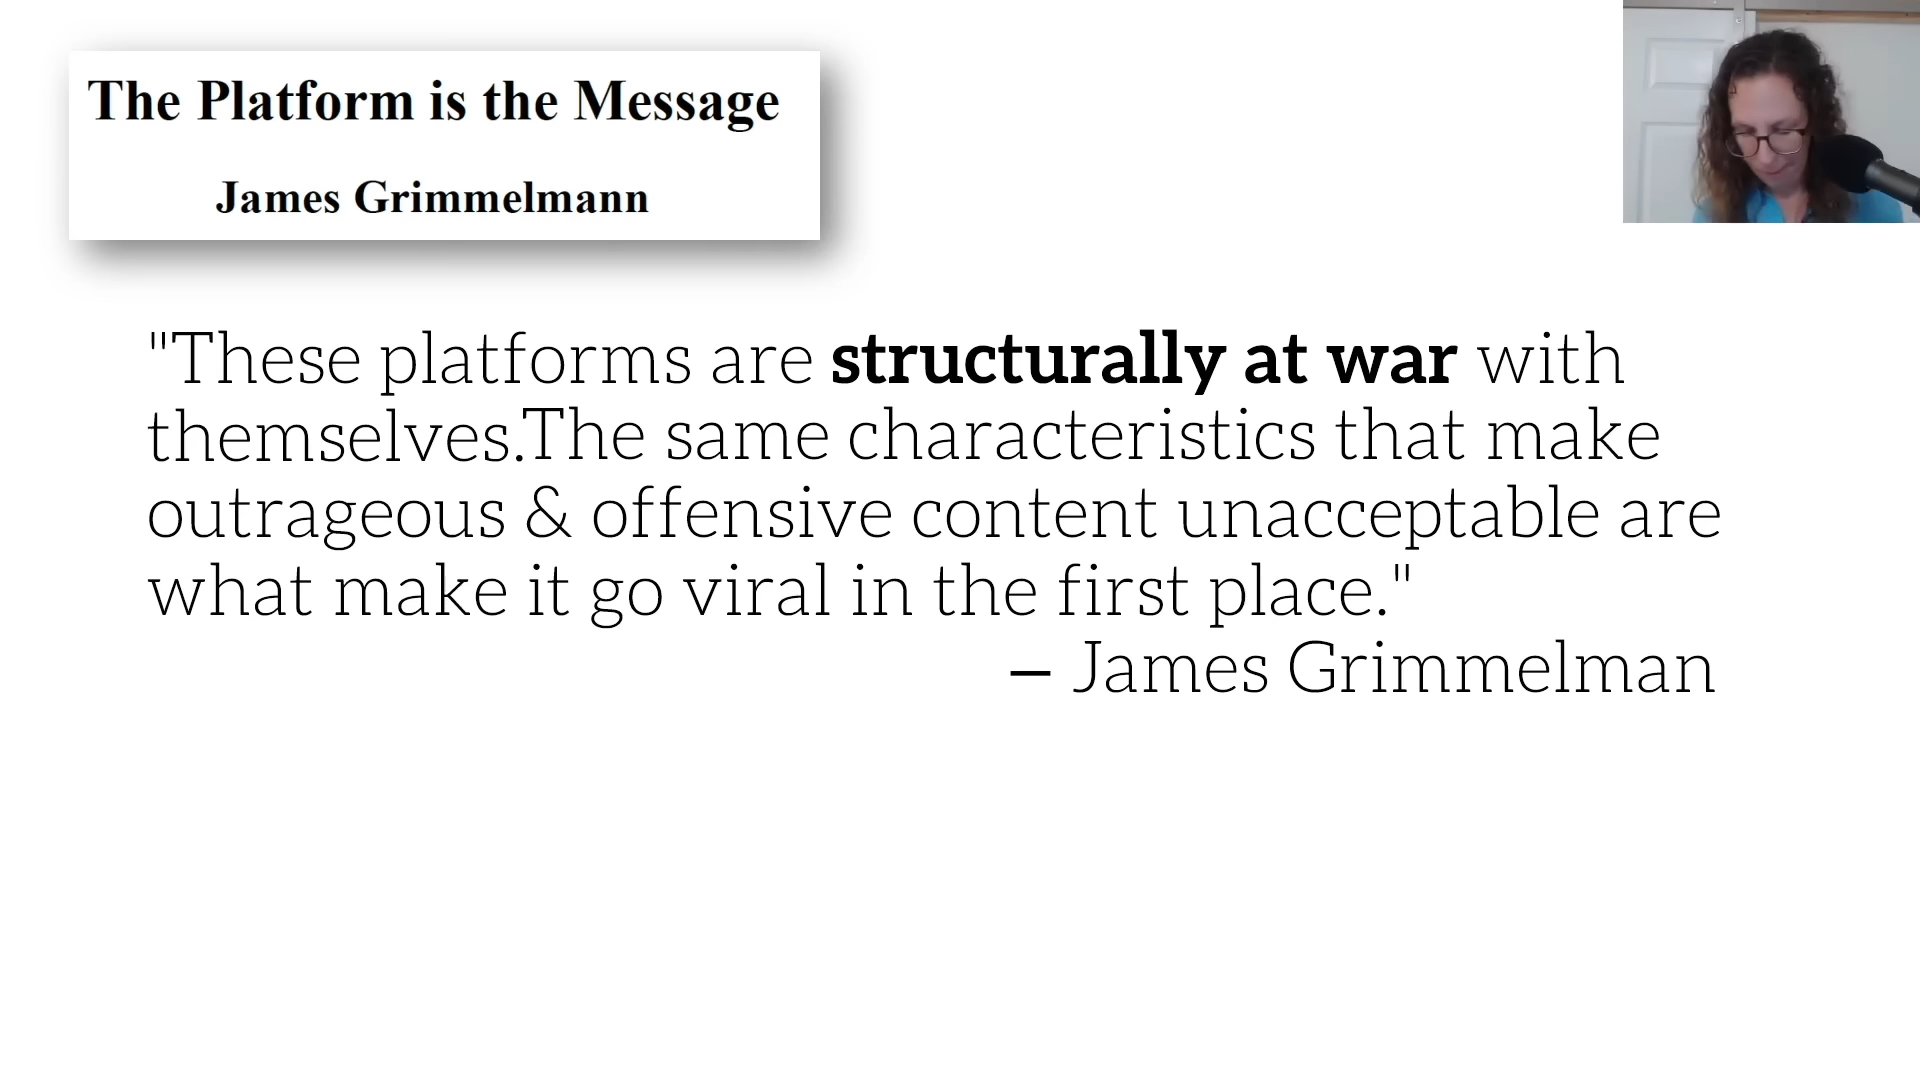 The Platform is the Message
James Grimmelmann
"These platforms are structurally at war with
themselves.The same characteristics that make
outrageous & offensive content unacceptable are
what make it go viral in the first place."
– James Grimmelman